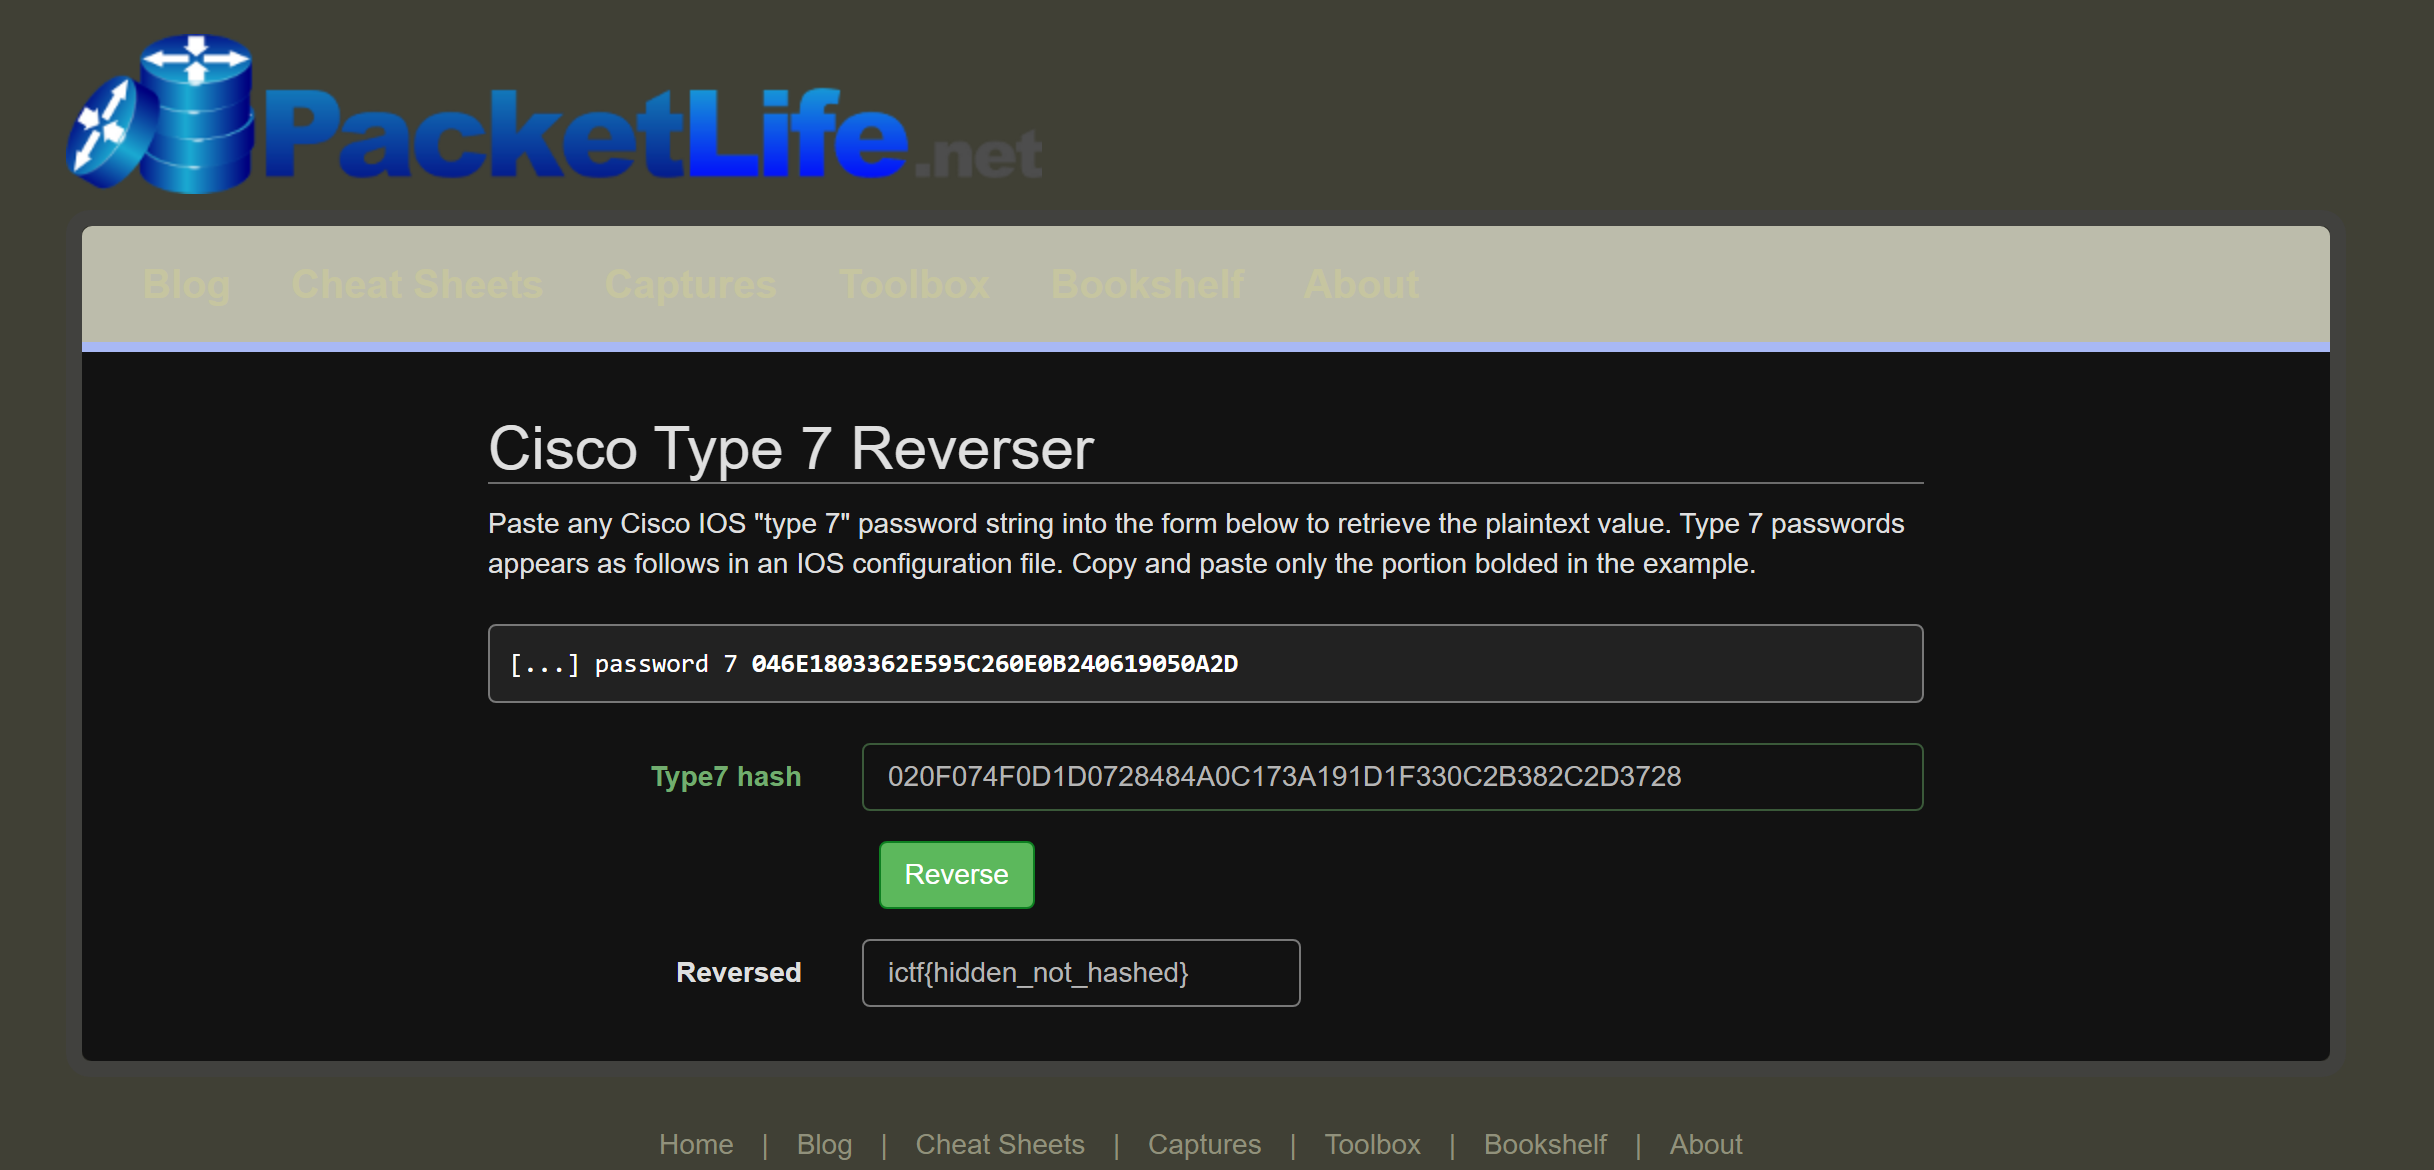 PacketLife.net
Blog Cheat Sheets Captures Toolbox Bookshelf About
Cisco Type 7 Reverser
Paste any Cisco IOS "type 7" password string into the form below to retrieve the plaintext value. Type 7 passwords
appears as follows in an IOS configuration file. Copy and paste only the portion bolded in the example.
[...] password 7 046E1803362E595C260E0B240619050A2D
Type7 hash 020F074F0D1D0728484A0C173A191D1F330C2B382C2D3728
Reverse
Reversed ictf{hidden_not_hashed}
Home | Blog | Cheat Sheets | Captures | Toolbox | Bookshelf | About